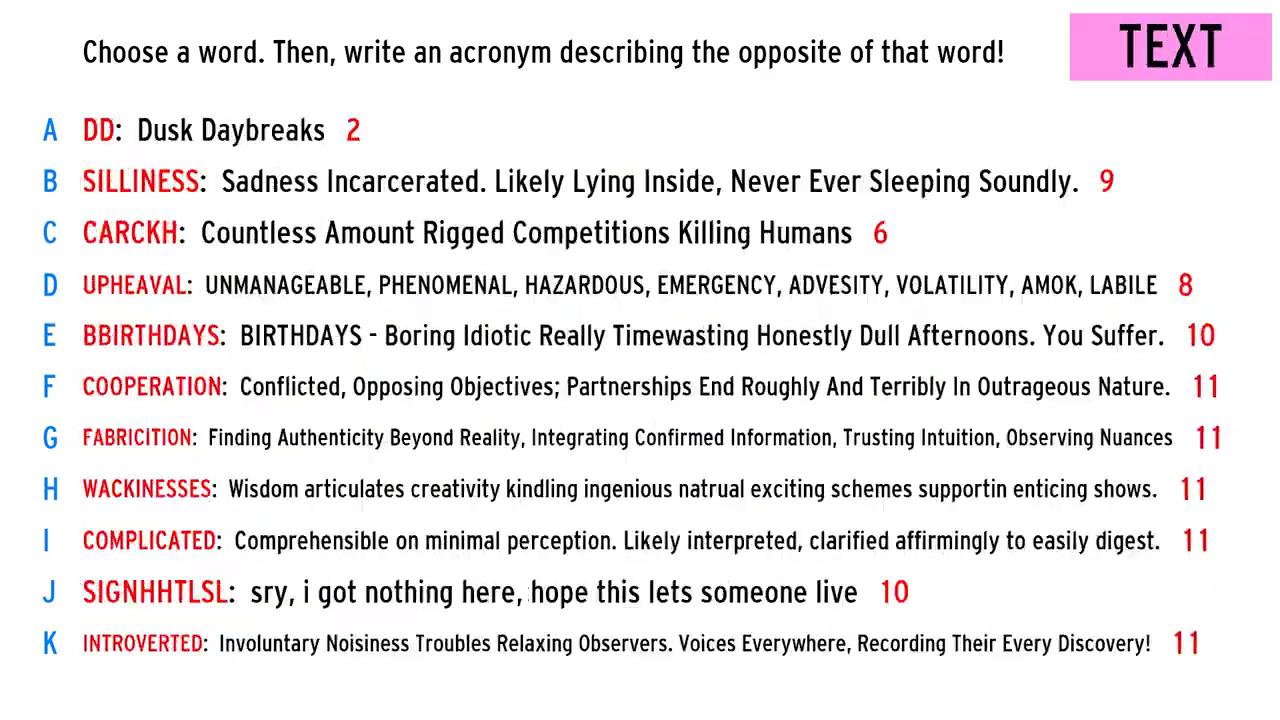 Choose a word. Then, write an acronym describing the opposite of that word!
TEXT
A DD: Dusk Daybreaks 2
B SILLINESS: Sadness Incarcerated. Likely Lying Inside, Never Ever Sleeping Soundly. 9
C CARCKH: Countless Amount Rigged Competitions Killing Humans 6
D UPHEAVAL: UNMANAGEABLE, PHENOMENAL, HAZARDOUS, EMERGENCY, ADVESITY, VOLATILITY, AMOK, LABILE 8
E BBIRTHDAYS: BIRTHDAYS - Boring Idiotic Really Timewasting Honestly Dull Afternoons. You Suffer. 10
F COOPERATION: Conflicted, Opposing Objectives; Partnerships End Roughly And Terribly In Outrageous Nature. 11
G FABRICITION: Finding Authenticity Beyond Reality, Integrating Confirmed Information, Trusting Intuition, Observing Nuances 11
H WACKINESSES: Wisdom articulates creativity kindling ingenious natrual exciting schemes supportin enticing shows. 11
I COMPLICATED: Comprehensible on minimal perception. Likely interpreted, clarified affirmingly to easily digest. 11
J SIGNHHTLSL: sry, i got nothing here, hope this lets someone live 10
K INTROVERTED: Involuntary Noisiness Troubles Relaxing Observers. Voices Everywhere, Recording Their Every Discovery! 11